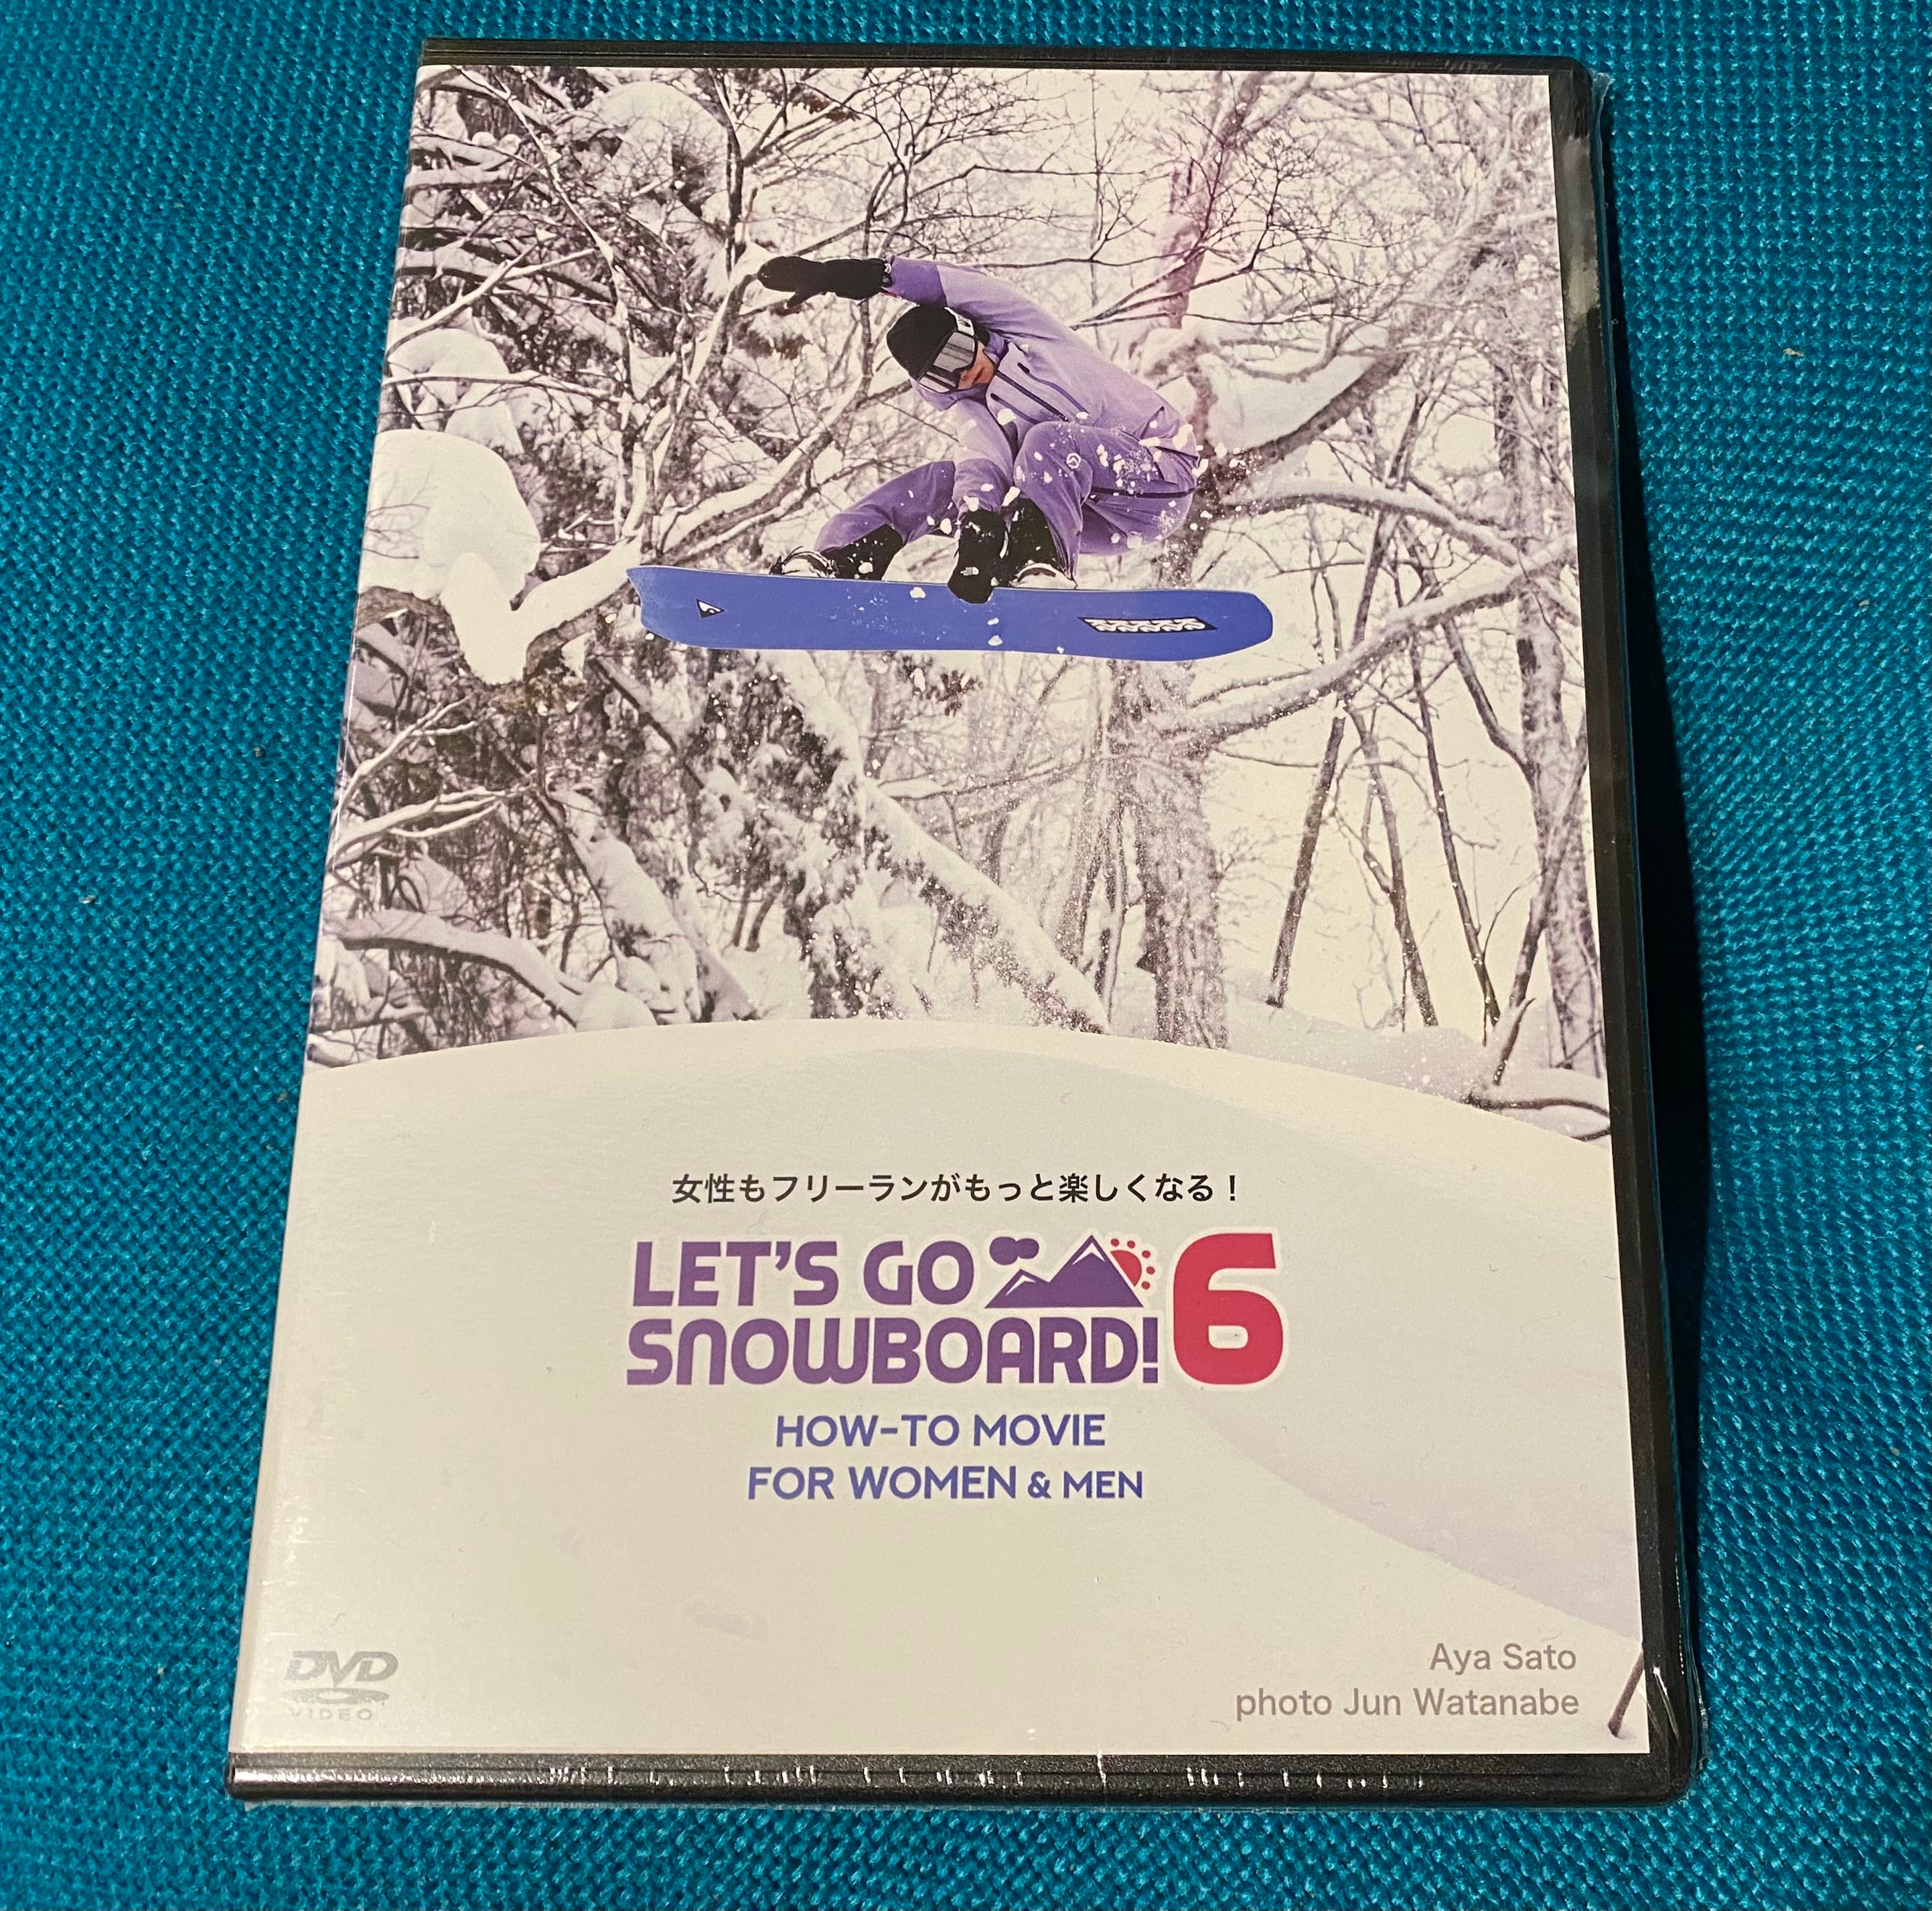 女性もフリーランがもっと楽しくなる！
LET'S GO
SNOWBOARD! 6
HOW-TO MOVIE
FOR WOMEN & MEN
Aya Sato
photo Jun Watanabe
DVD
VIDEO